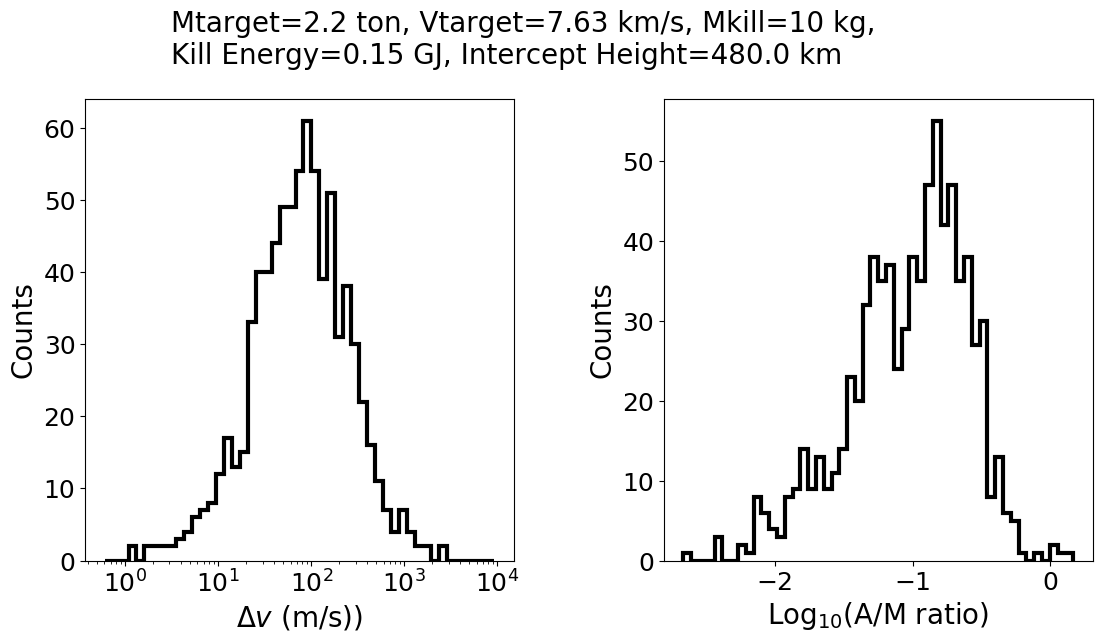 Mtarget=2.2 ton, Vtarget=7.63 km/s, Mkill=10 kg,
Kill Energy=0.15 GJ, Intercept Height=480.0 km
60
50
40
30
20
10
0
Counts
10⁰ 10¹ 10² 10³ 10⁴
Δv (m/s))
50
40
30
20
10
0
Counts
−2 −1 0
Log₁₀(A/M ratio)